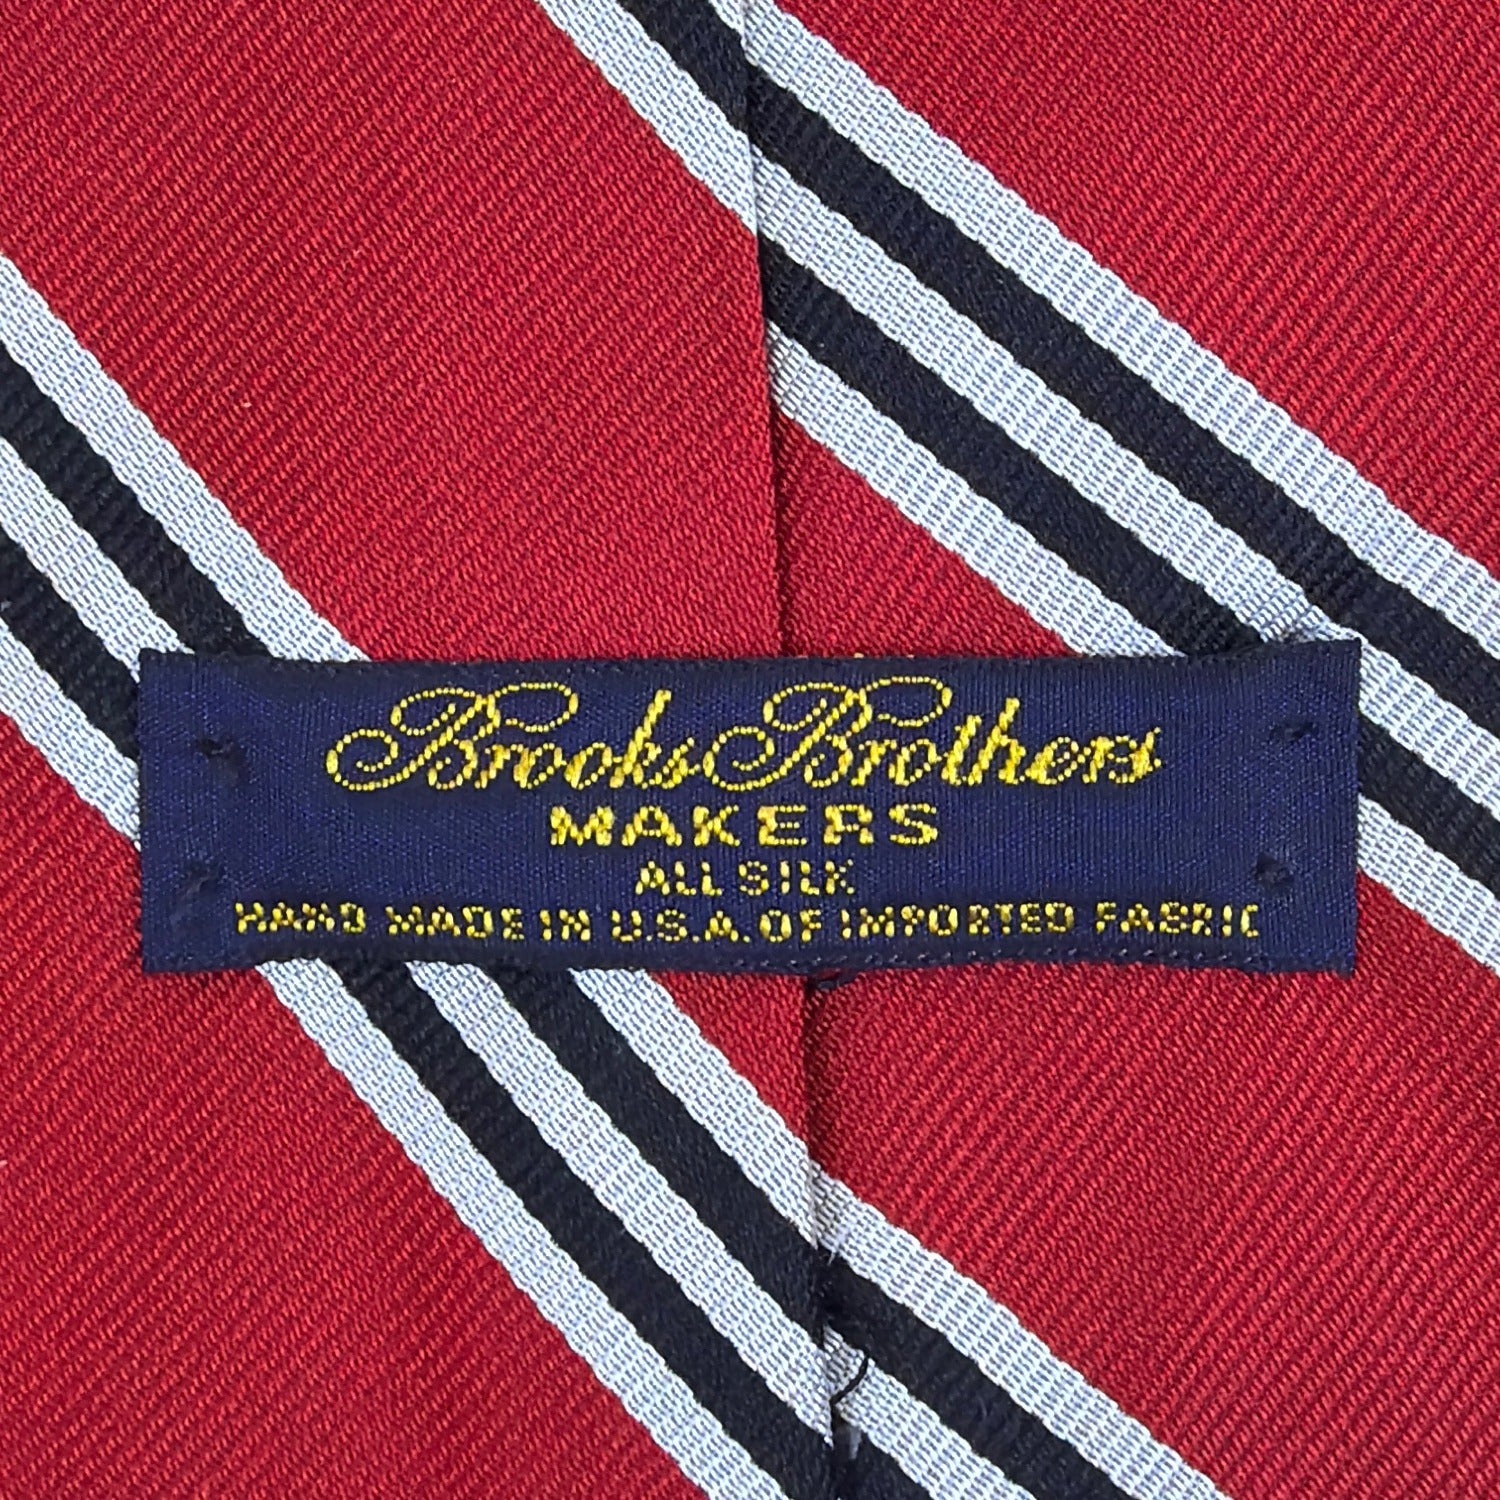 Brooks Brothers
MAKERS
ALL SILK
HAND MADE IN U.S.A. OF IMPORTED FABRIC